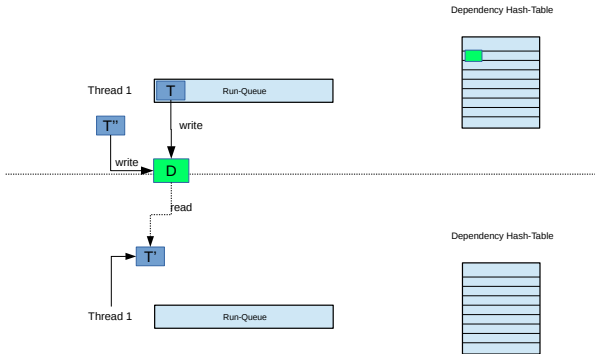 Dependency Hash-Table
Thread 1
T
Run-Queue
T"
write
write
D
read
T'
Dependency Hash-Table
Thread 1
Run-Queue